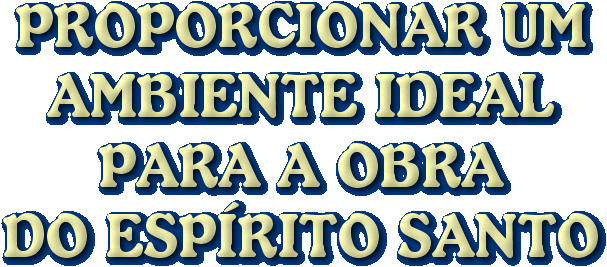 PROPORCIONAR UM
AMBIENTE IDEAL
PARA A OBRA
DO ESPÍRITO SANTO